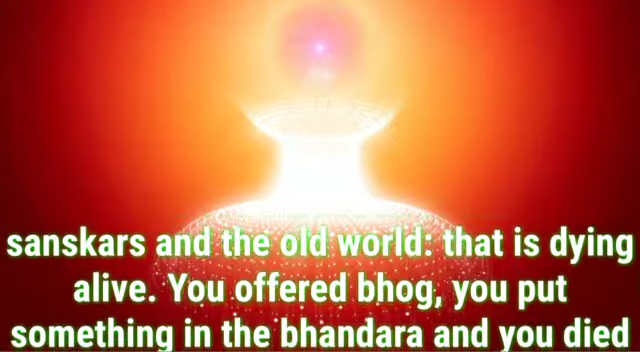 sanskars and the old world: that is dying
alive. You offered bhog, you put
something in the bhandara and you died